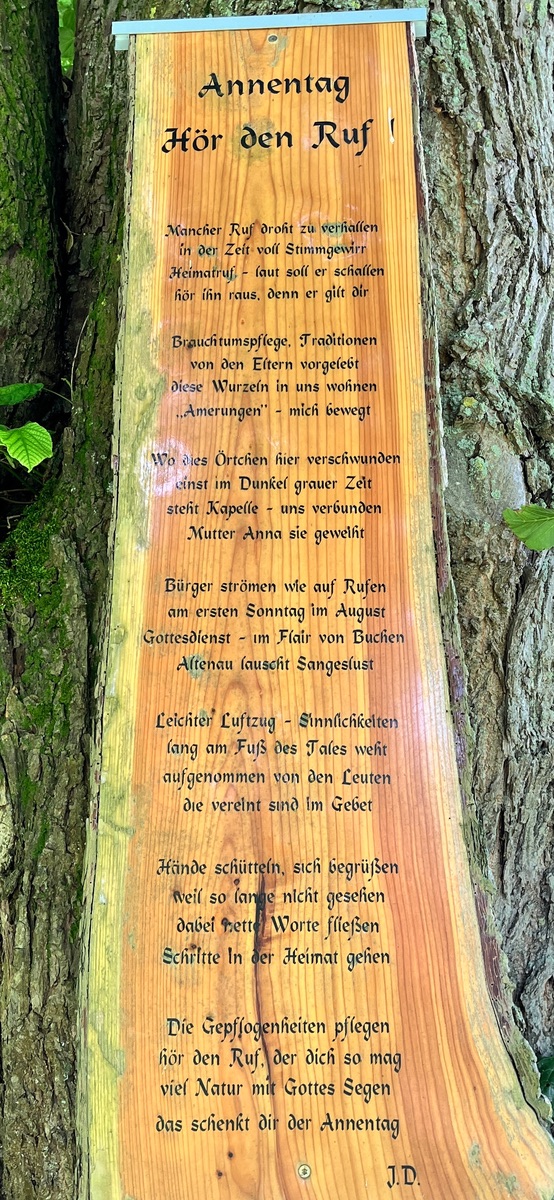 Annentag
Hör den Ruf !
Mancher Ruf droht zu verhallen
in der Zeit voll Stimmgewirr
Heimatruf, - laut soll er schallen
hör ihn raus, denn er gilt dir
Brauchtumspflege, Traditionen
von den Eltern vorgelebt
diese Wurzeln in uns wohnen
„Amerungen" - mich bewegt
Wo dies Örtchen hier verschwunden
einst im Dunkel grauer Zeit
steht Kapelle - uns verbunden
Mutter Anna sie geweiht
Bürger strömen wie auf Rufen
am ersten Sonntag im August
Gottesdienst - im Flair von Buchen
Altenau lauscht Sangeslust
Leichter Luftzug - Sinnlichkeiten
lang am Fuß des Tales weht
aufgenommen von den Leuten
die vereint sind im Gebet
Hände schütteln, sich begrüßen
weil so lange nicht gesehen
dabei nette Worte fließen
Schritte in der Heimat gehen
Die Gepflogenheiten pflegen
hör den Ruf, der dich so mag
viel Natur mit Gottes Segen
das schenkt dir der Annentag
J.D.